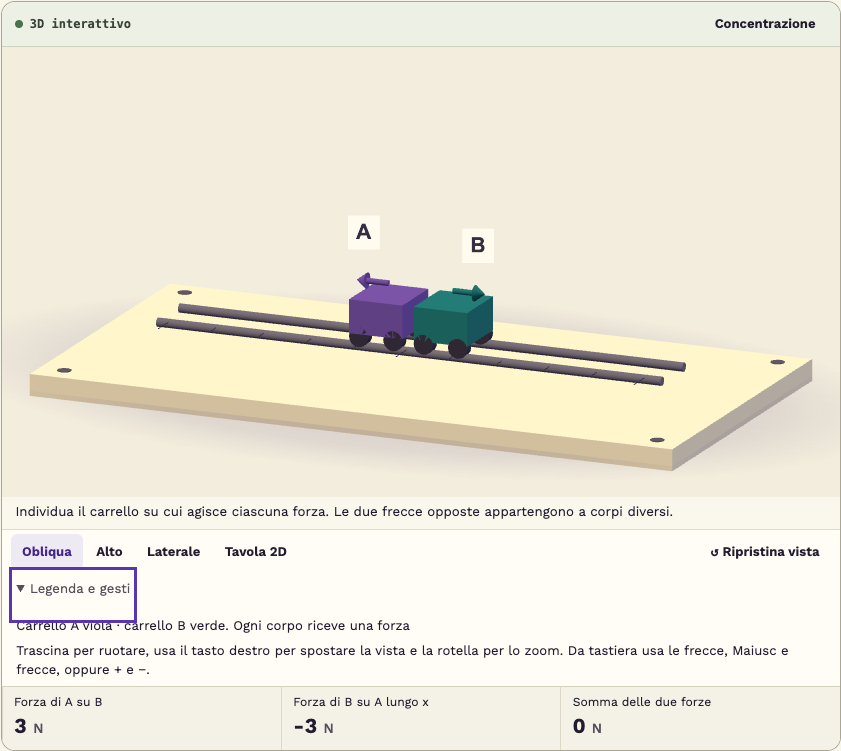 3D interattivo
Concentrazione
A
B
Individua il carrello su cui agisce ciascuna forza. Le due frecce opposte appartengono a corpi diversi.
Obliqua Alto Laterale Tavola 2D ↺ Ripristina vista
▼ Legenda e gesti
Carrello A viola · carrello B verde. Ogni corpo riceve una forza
Trascina per ruotare, usa il tasto destro per spostare la vista e la rotella per lo zoom. Da tastiera usa le frecce, Maiusc e
frecce, oppure + e −.
Forza di A su B
3 N
Forza di B su A lungo x
-3 N
Somma delle due forze
0 N